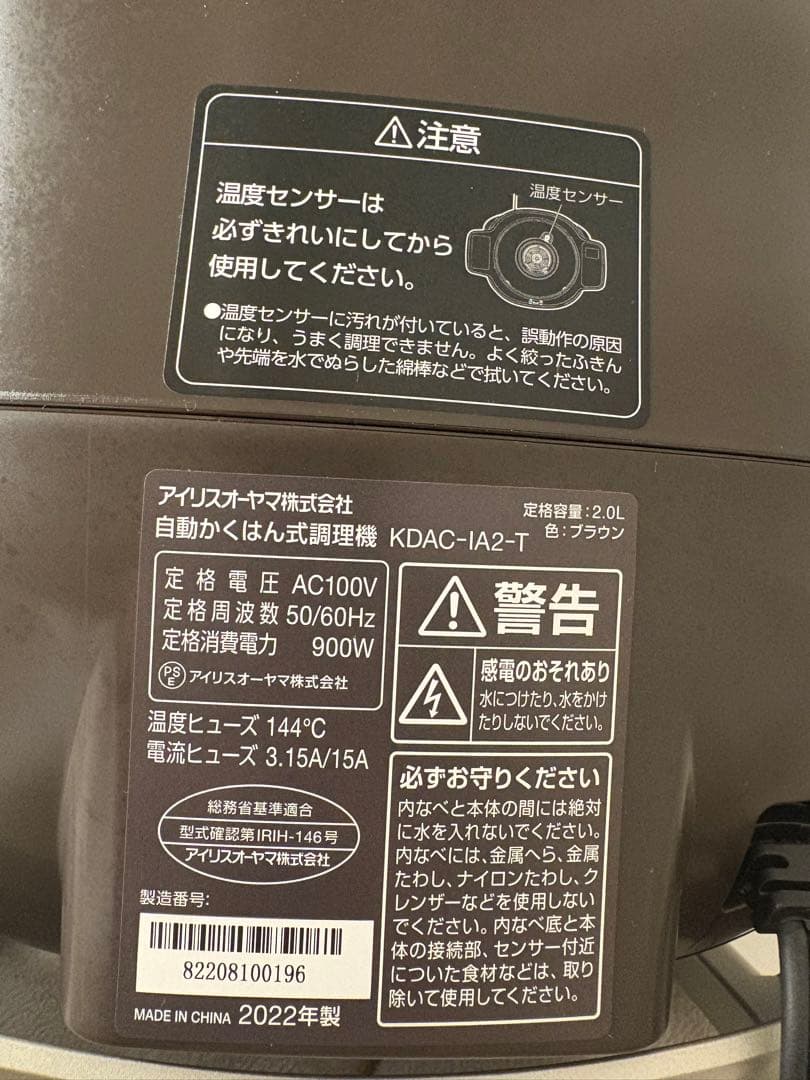 ⚠注意
温度センサーは
必ずきれいにしてから
使用してください。
温度センサー
●温度センサーに汚れが付いていると、誤動作の原因
になり、うまく調理できません。よく絞ったふきん
や先端を水でぬらした綿棒などで拭いてください。
アイリスオーヤマ株式会社
定格容量:2.0L
自動かくはん式調理機 KDAC-IA2-T
色:ブラウン
定格電圧 AC100V
定格周波数 50/60Hz
定格消費電力 900W
PSE アイリスオーヤマ株式会社
温度ヒューズ 144℃
電流ヒューズ 3.15A/15A
総務省基準適合
型式確認第IRIH-146号
アイリスオーヤマ株式会社
製造番号:
82208100196
MADE IN CHINA 2022年製
⚠警告
感電のおそれあり
水につけたり、水をかけ
たりしないでください。
必ずお守りください
内なべと本体の間には絶対
に水を入れないでください。
内なべには、金属へら、金属
たわし、ナイロンたわし、ク
レンザーなどを使用しない
でください。内なべ底と本
体の接続部、センサー付近
についた食材などは、取り
除いて使用してください。